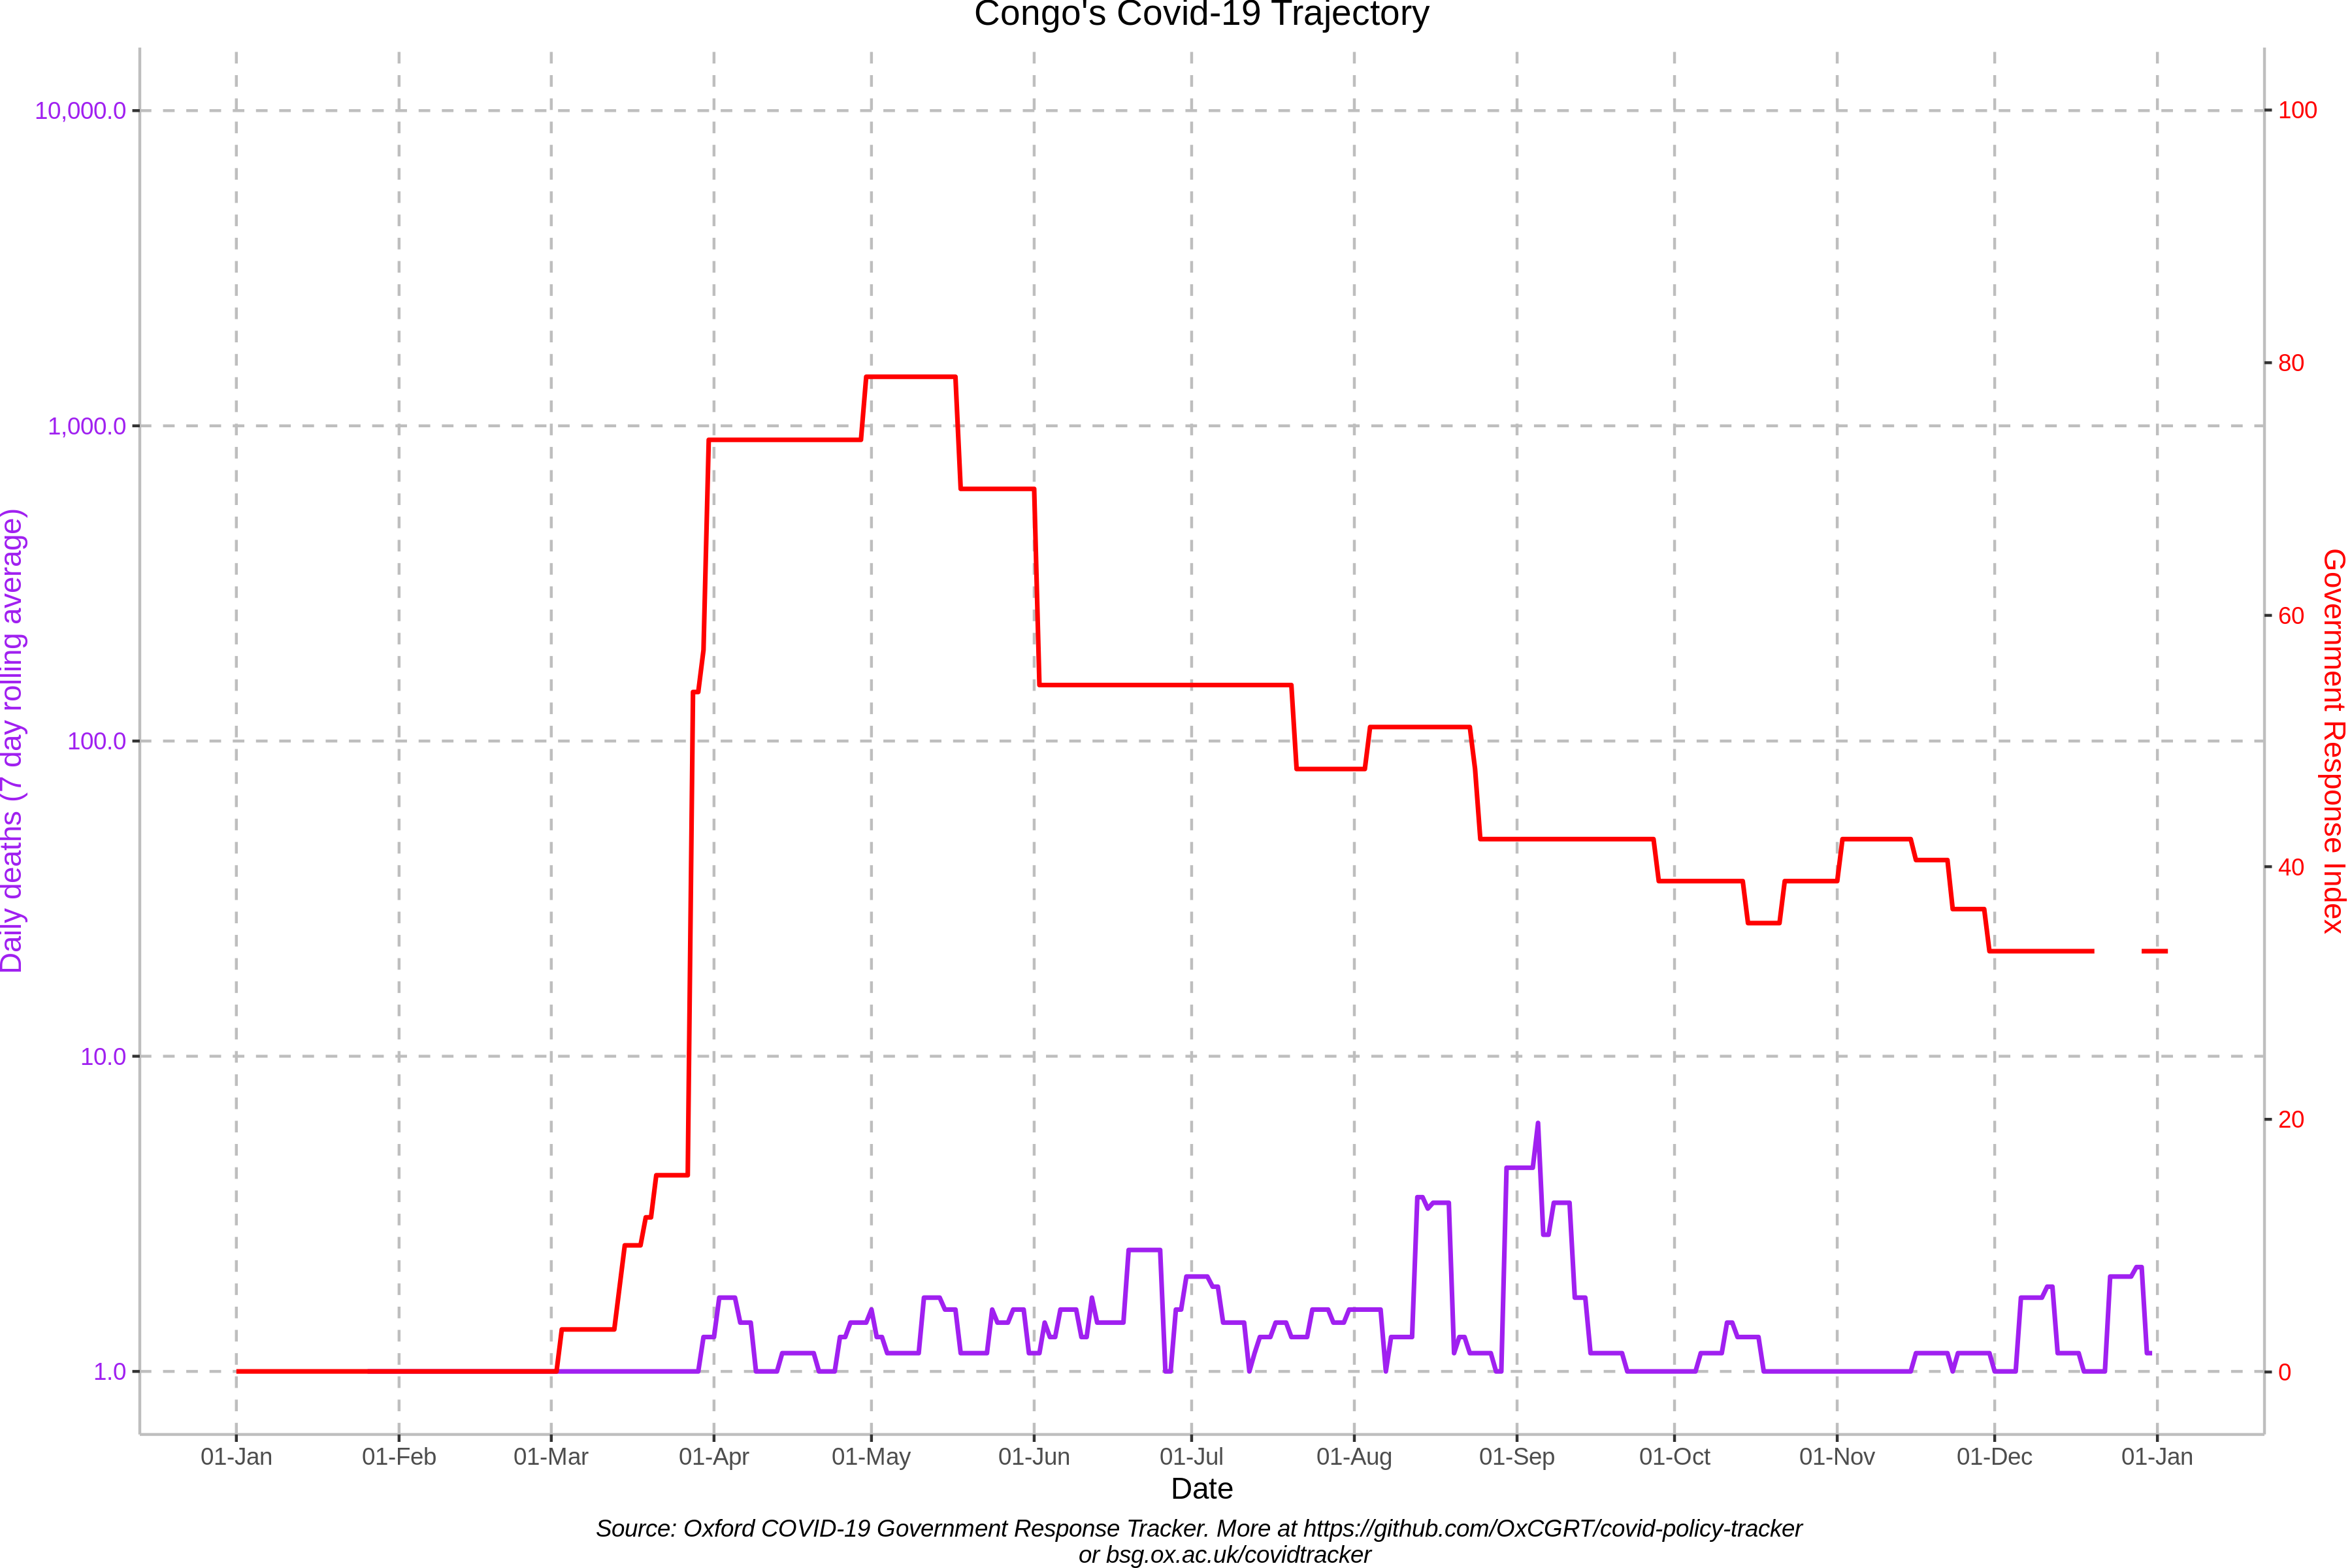 Congo's Covid-19 Trajectory
10,000.0
1,000.0
100.0
10.0
1.0
Daily deaths (7 day rolling average)
100
80
60
40
20
0
Government Response Index
01-Jan 01-Feb 01-Mar 01-Apr 01-May 01-Jun 01-Jul 01-Aug 01-Sep 01-Oct 01-Nov 01-Dec 01-Jan
Date
Source: Oxford COVID-19 Government Response Tracker. More at https://github.com/OxCGRT/covid-policy-tracker
or bsg.ox.ac.uk/covidtracker